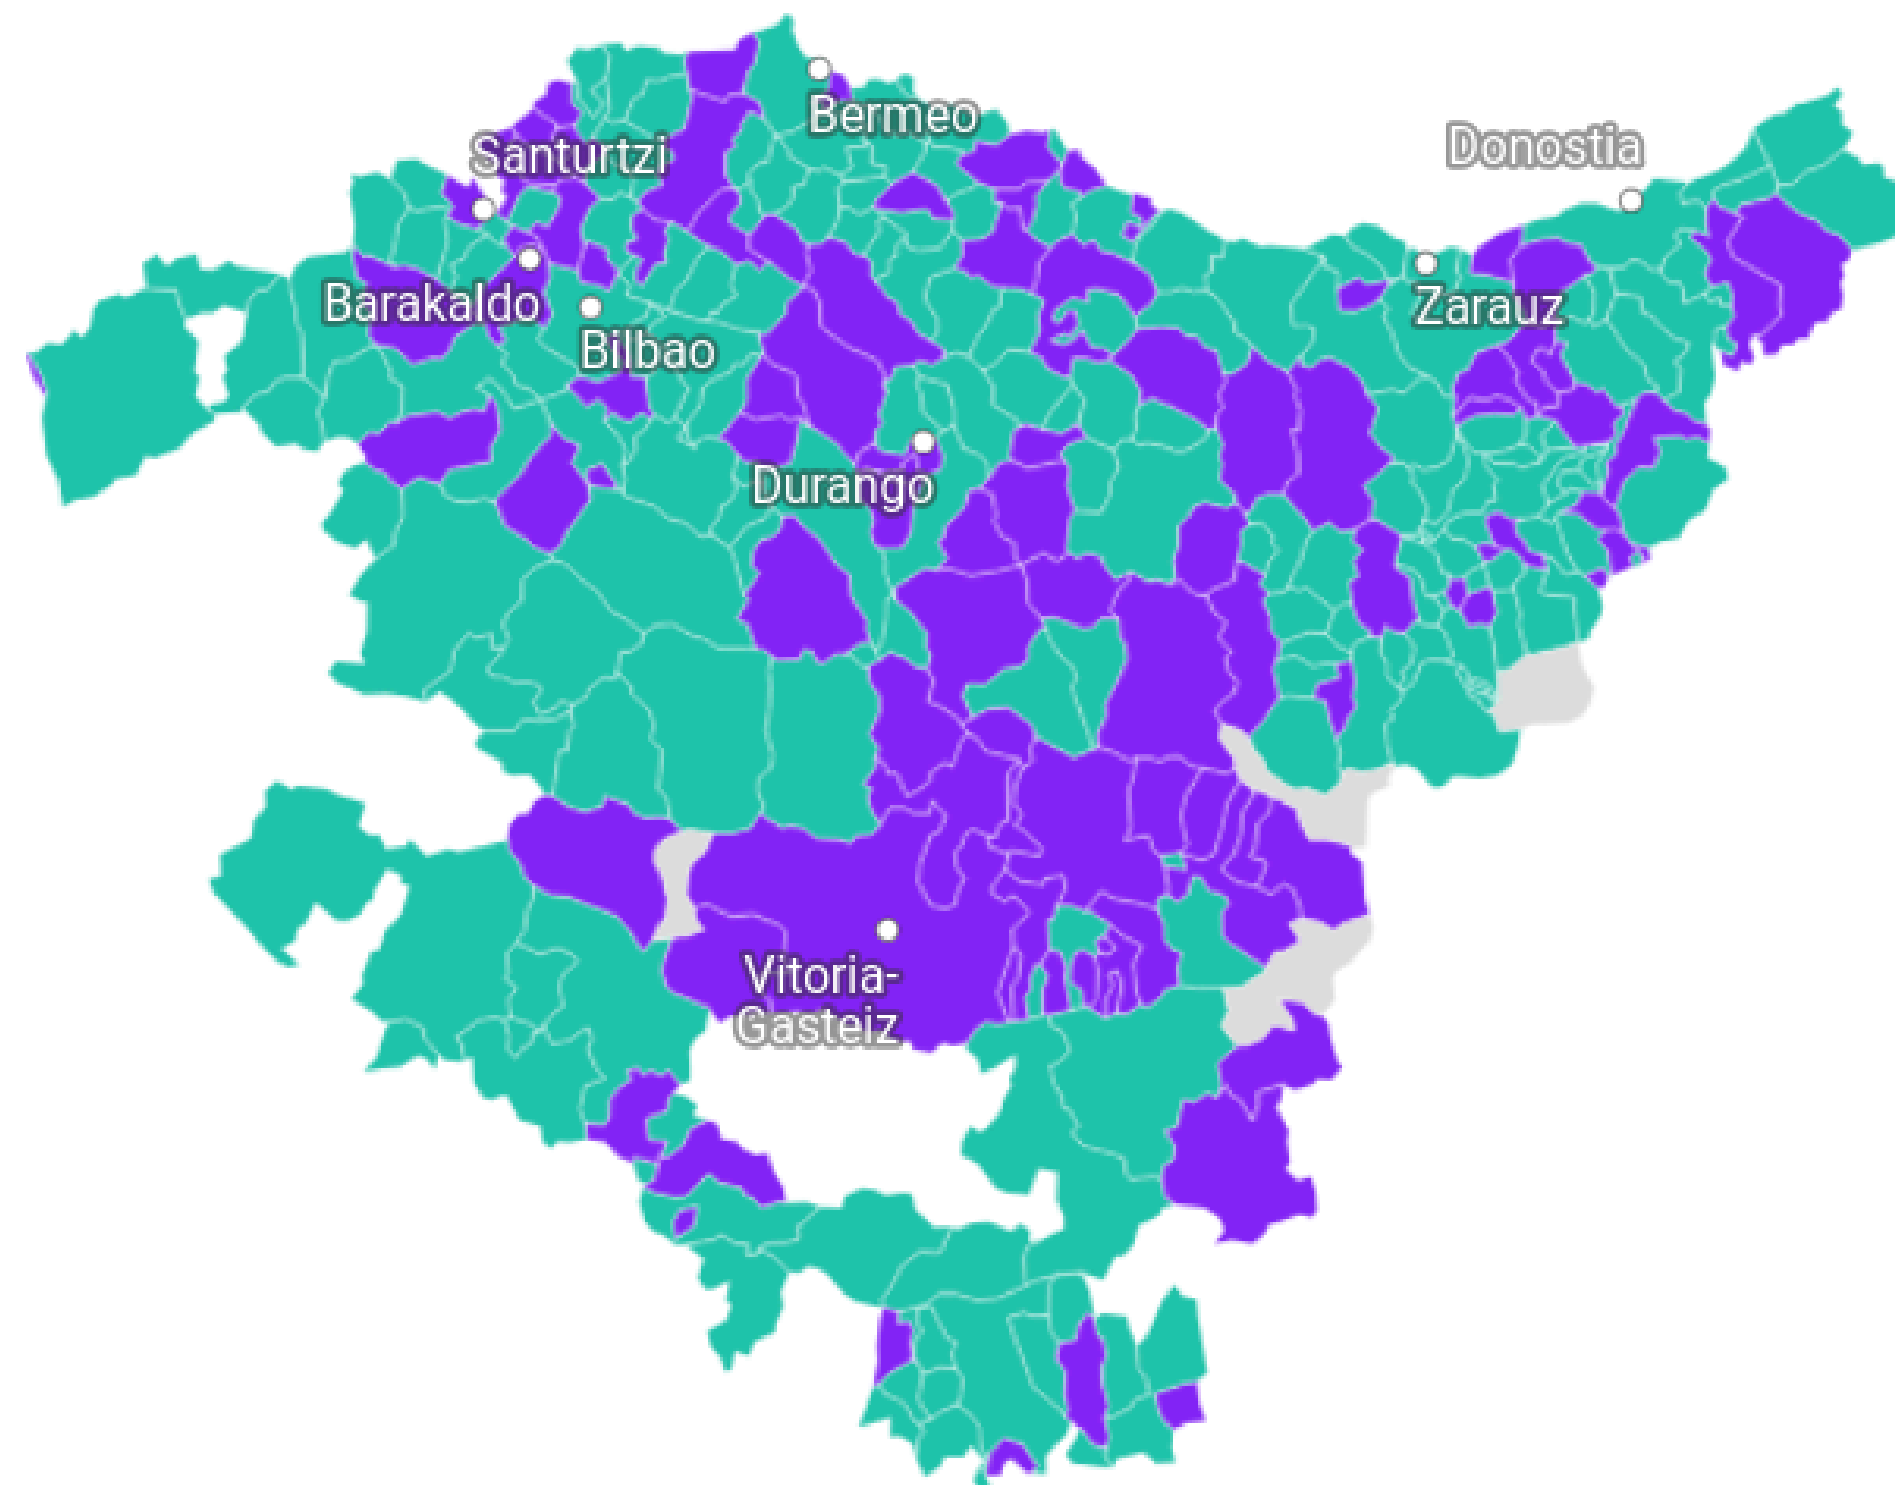 Bermeo
Santurtzi
Donostia
Barakaldo
Zarauz
Bilbao
Durango
Vitoria-
Gasteiz